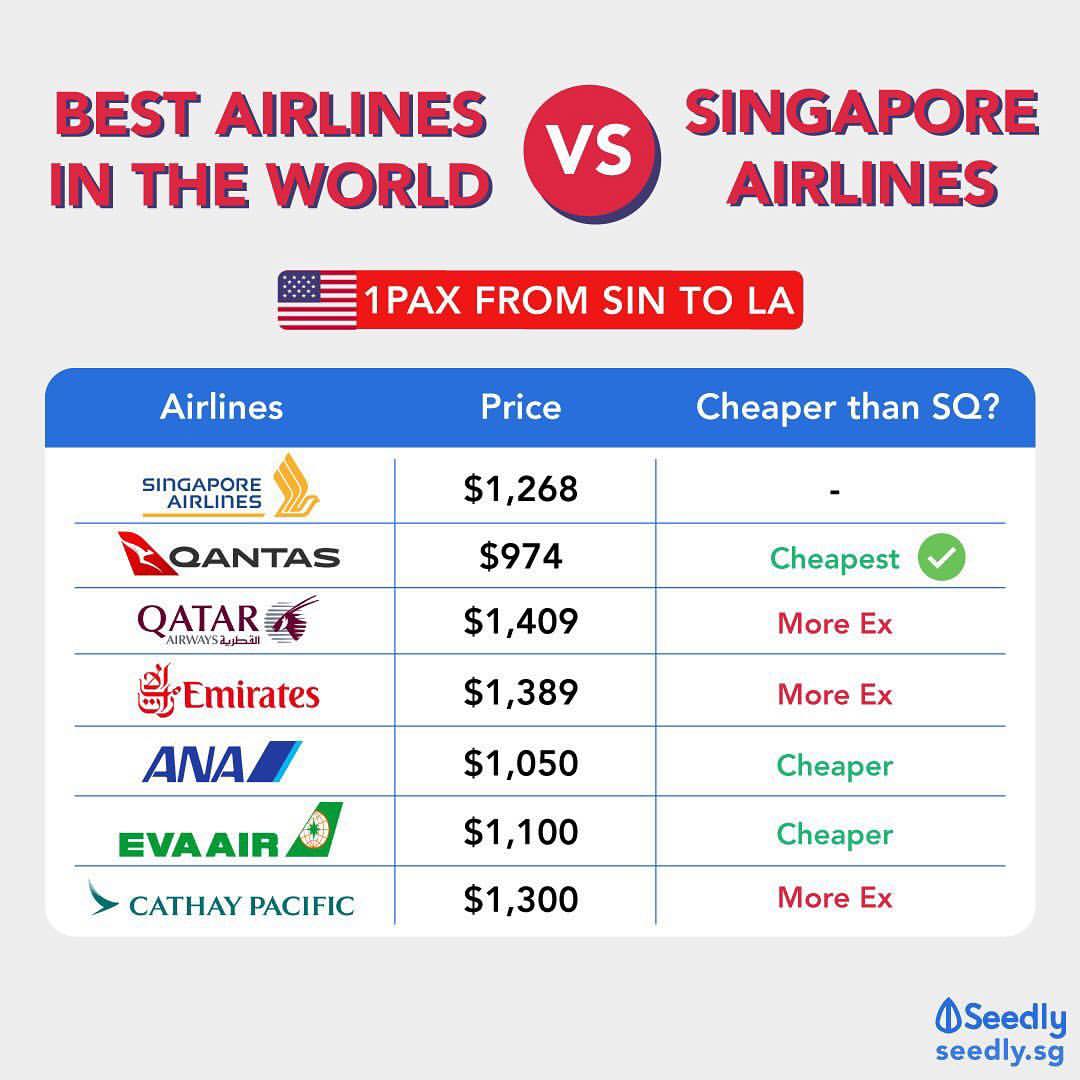 BEST AIRLINES
IN THE WORLD
VS
SINGAPORE
AIRLINES
1PAX FROM SIN TO LA
Airlines Price Cheaper than SQ?
SINGAPORE
AIRLINES
$1,268 -
QANTAS $974 Cheapest
QATAR
AIRWAYS القطرية
$1,409 More Ex
Emirates $1,389 More Ex
ANA $1,050 Cheaper
EVA AIR $1,100 Cheaper
CATHAY PACIFIC $1,300 More Ex
Seedly
seedly.sg